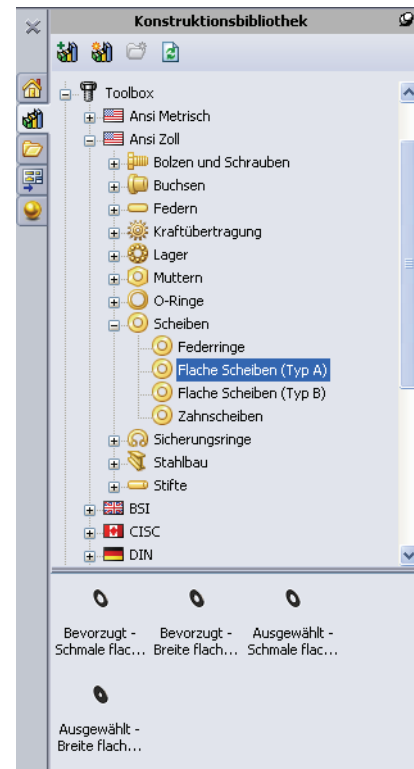 Konstruktionsbibliothek
Toolbox
Ansi Metrisch
Ansi Zoll
Bolzen und Schrauben
Buchsen
Federn
Kraftübertragung
Lager
Muttern
O-Ringe
Scheiben
Federringe
Flache Scheiben (Typ A)
Flache Scheiben (Typ B)
Zahnscheiben
Sicherungsringe
Stahlbau
Stifte
BSI
CISC
DIN
Bevorzugt - Bevorzugt - Ausgewählt -
Schmale flac... Breite flach... Schmale flac...
Ausgewählt -
Breite flach...